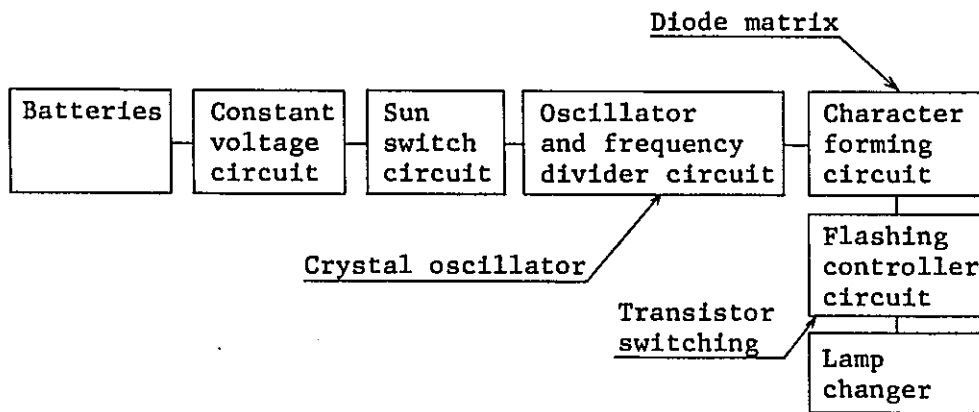 Diode matrix
Batteries
Constant
voltage
circuit
Sun
switch
circuit
Oscillator
and frequency
divider circuit
Character
forming
circuit
Crystal oscillator
Flashing
controller
circuit
Transistor
switching
Lamp
changer